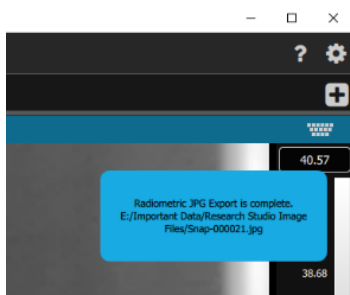 ?
40.57
Radiometric JPG Export is complete.
E:/Important Data/Research Studio Image
Files/Snap-000021.jpg
38.68